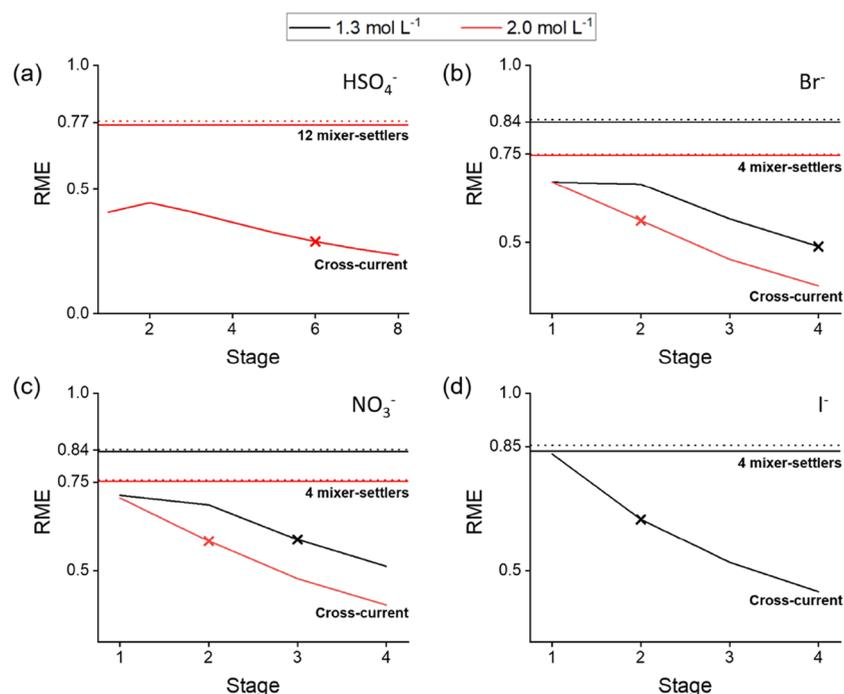 1.3 mol L⁻¹ 2.0 mol L⁻¹
(a)
HSO₄⁻
1.0
0.77
12 mixer-settlers
RME
0.5
Cross-current
0.0
2 4 6 8
Stage
(b)
Br⁻
1.0
0.84
0.75
4 mixer-settlers
RME
0.5
Cross-current
1 2 3 4
Stage
(c)
NO₃⁻
1.0
0.84
0.75
4 mixer-settlers
RME
0.5
Cross-current
1 2 3 4
Stage
(d)
I⁻
1.0
0.85
4 mixer-settlers
RME
0.5
Cross-current
1 2 3 4
Stage